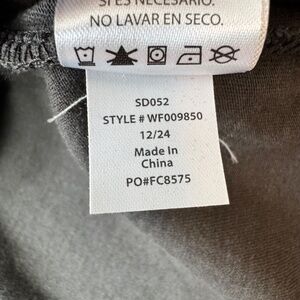 SI ES NECESARIO.
NO LAVAR EN SECO.
SD052
STYLE # WF009850
12/24
Made In
China
PO#FC8575